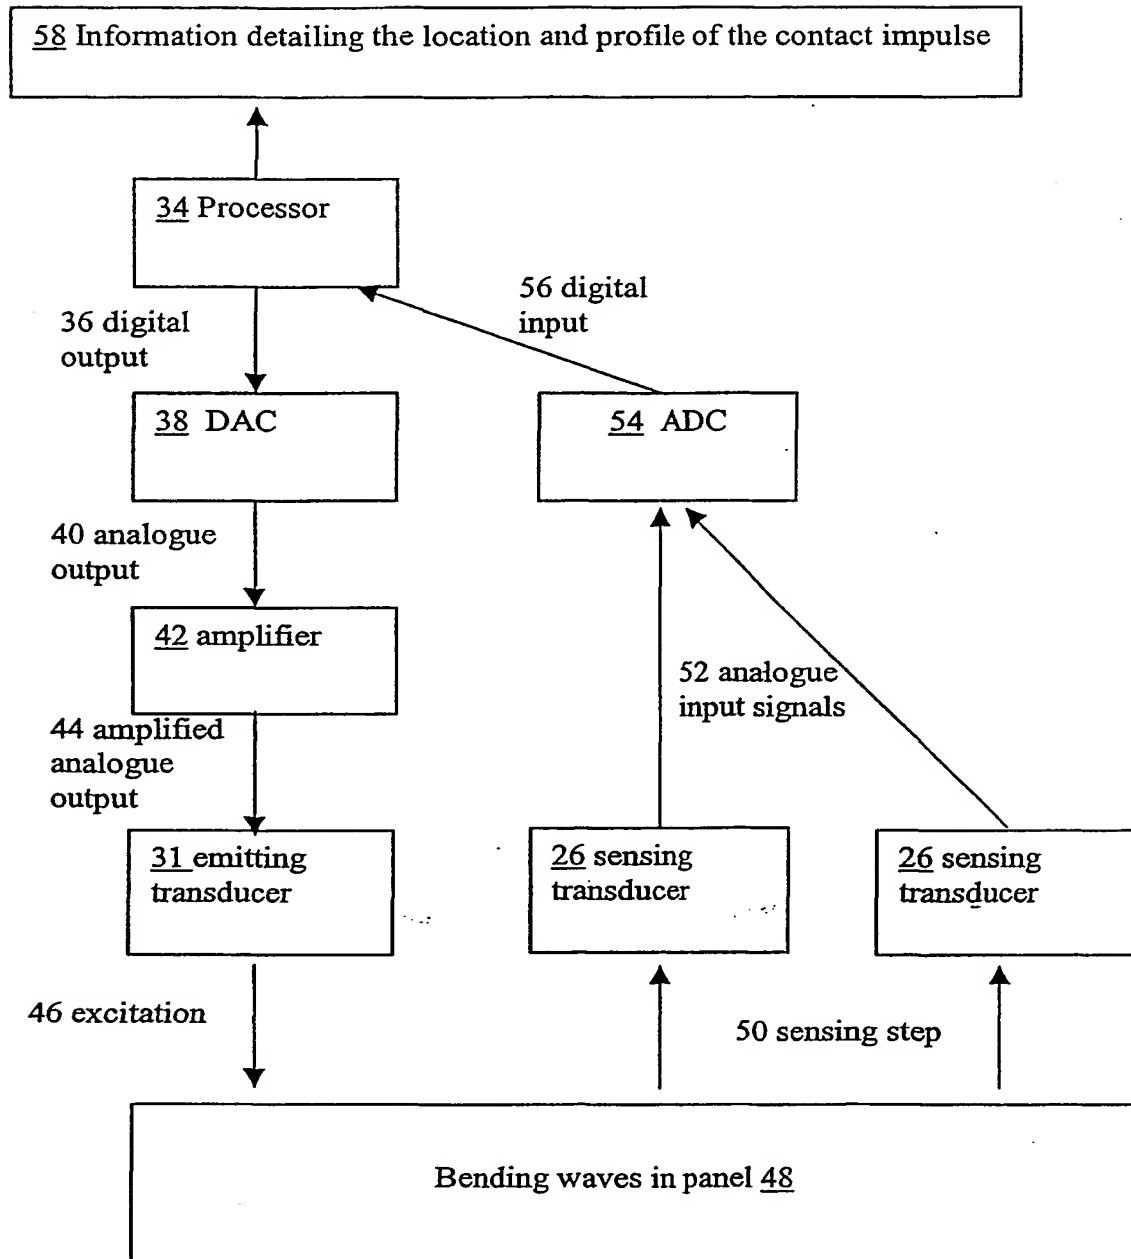 58 Information detailing the location and profile of the contact impulse
34 Processor
56 digital
input
36 digital
output
38 DAC
54 ADC
40 analogue
output
42 amplifier
52 analogue
input signals
44 amplified
analogue
output
31 emitting
transducer
26 sensing
transducer
26 sensing
transducer
46 excitation
50 sensing step
Bending waves in panel 48